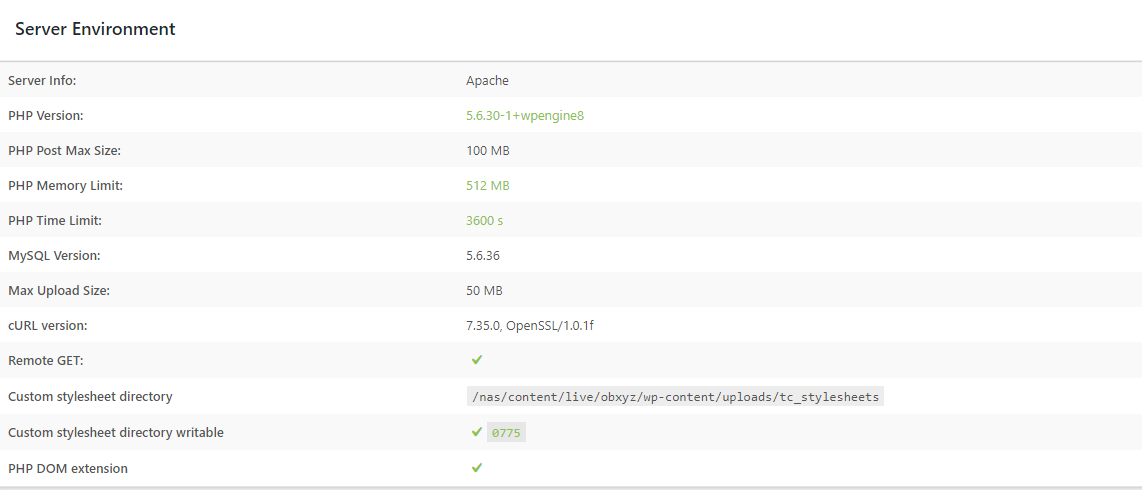 Server Environment
Server Info: Apache
PHP Version: 5.6.30-1+wpengine8
PHP Post Max Size: 100 MB
PHP Memory Limit: 512 MB
PHP Time Limit: 3600 s
MySQL Version: 5.6.36
Max Upload Size: 50 MB
cURL version: 7.35.0, OpenSSL/1.0.1f
Remote GET: ✔
Custom stylesheet directory /nas/content/live/obxyz/wp-content/uploads/tc_stylesheets
Custom stylesheet directory writable ✔ 0775
PHP DOM extension ✔